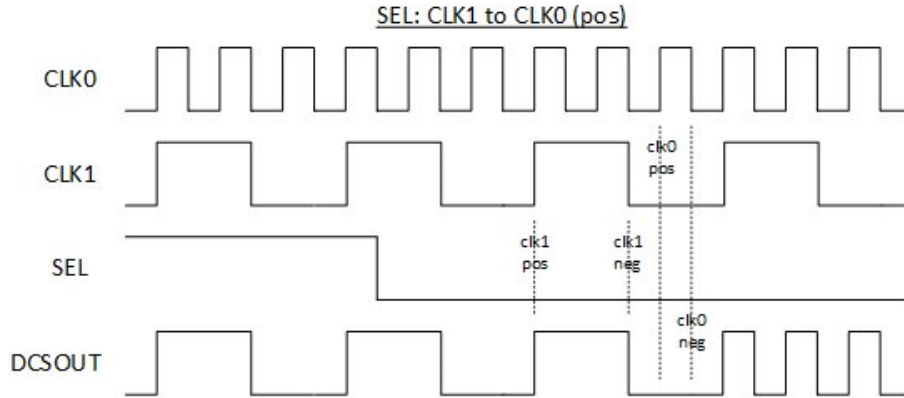 SEL: CLK1 to CLK0 (pos)
CLK0
CLK1
clk0
pos
SEL
clk1
pos
clk1
neg
clk0
neg
DCSOUT